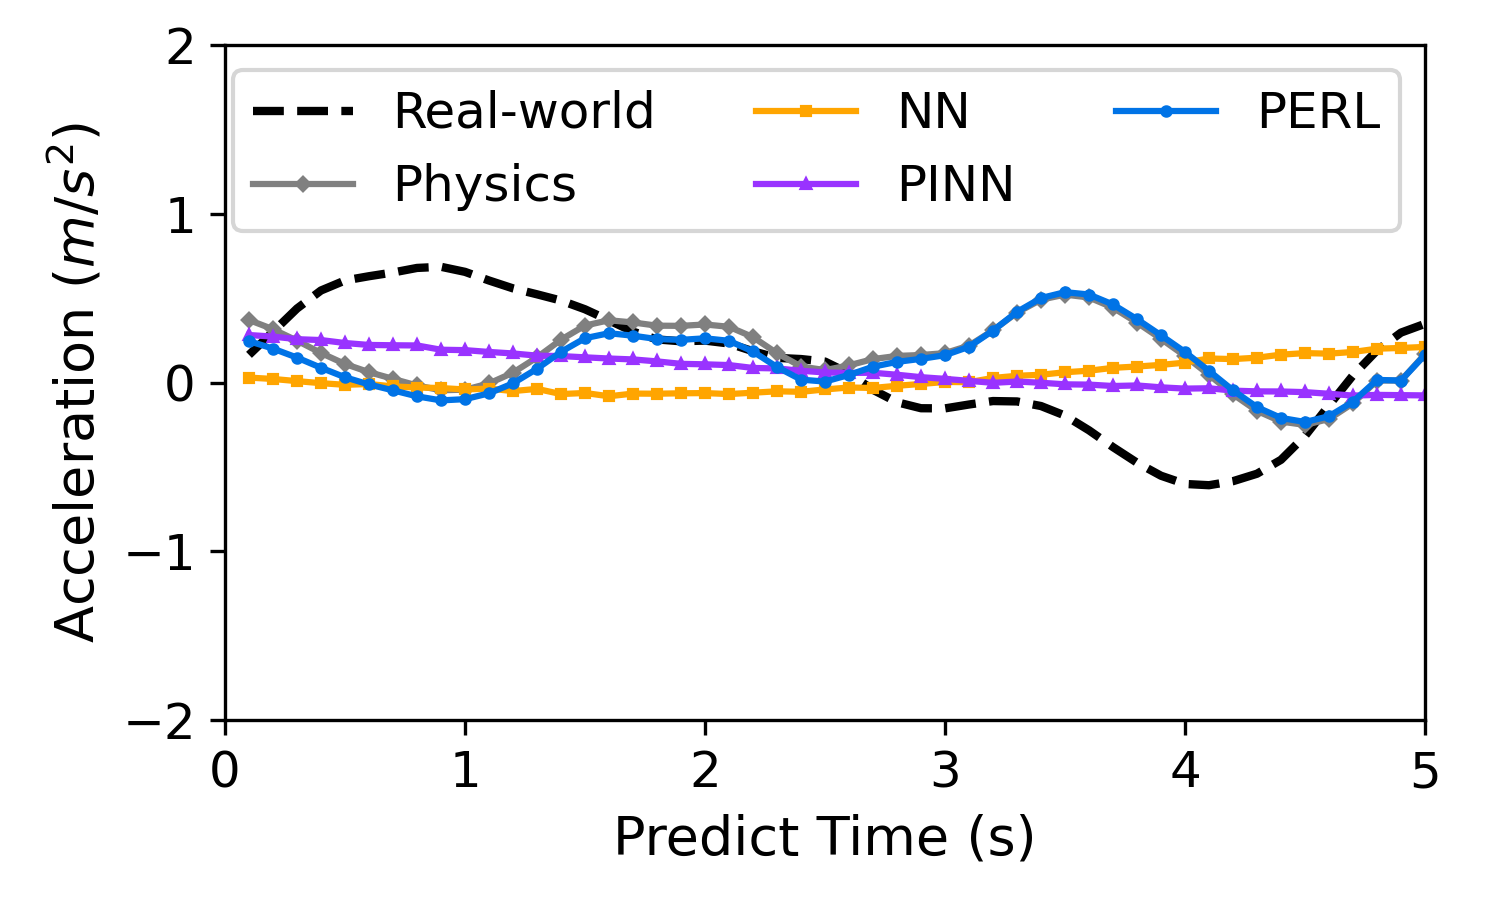 2
1
0
−1
−2
Acceleration (m/s²)
Real-world
Physics
NN
PINN
PERL
0 1 2 3 4 5
Predict Time (s)